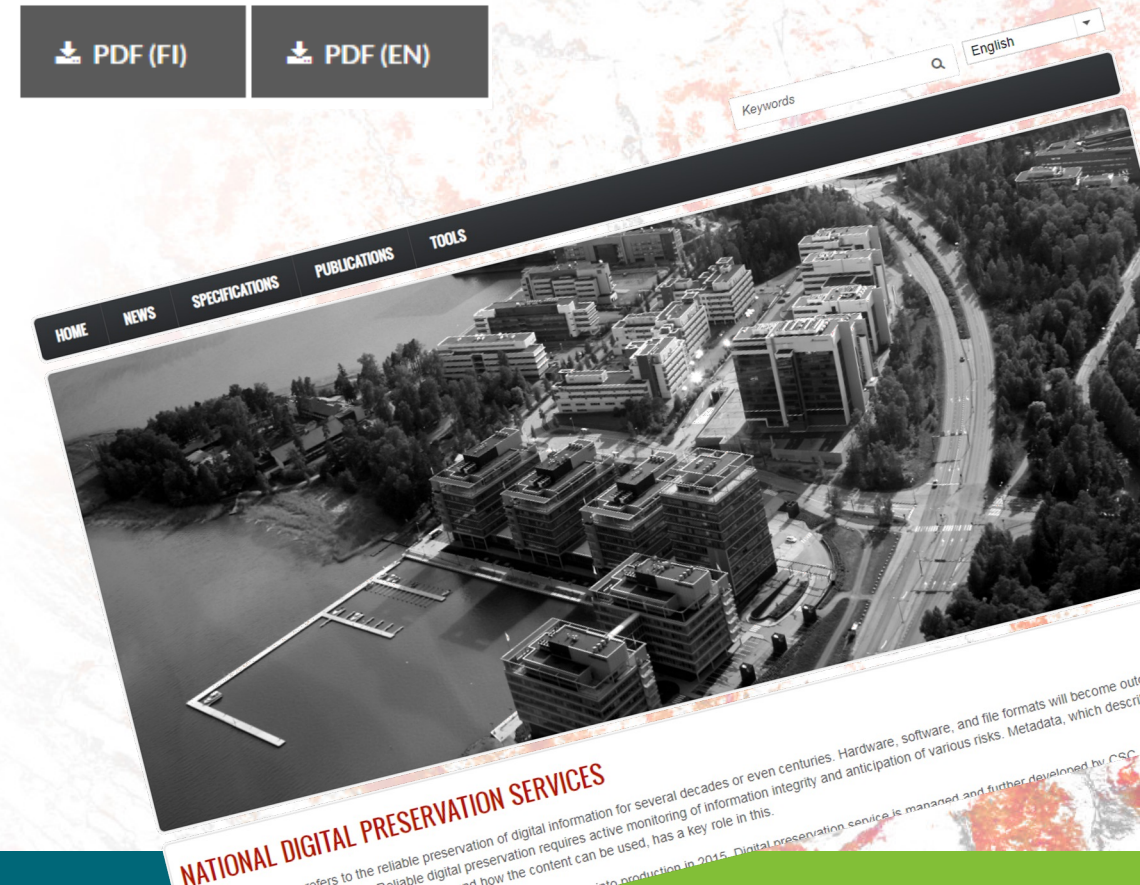 PDF (FI)
PDF (EN)
English
Keywords
HOME
NEWS
SPECIFICATIONS
PUBLICATIONS
TOOLS
NATIONAL DIGITAL PRESERVATION SERVICES
refers to the reliable preservation of digital information for several decades or even centuries. Hardware, software, and file formats will become
Reliable digital preservation requires active monitoring of information integrity and anticipation of various risks. Metadata, which
how the content can be used, has a key role in this.
into production in 2015. Digital preservation service is managed and further developed by CSC